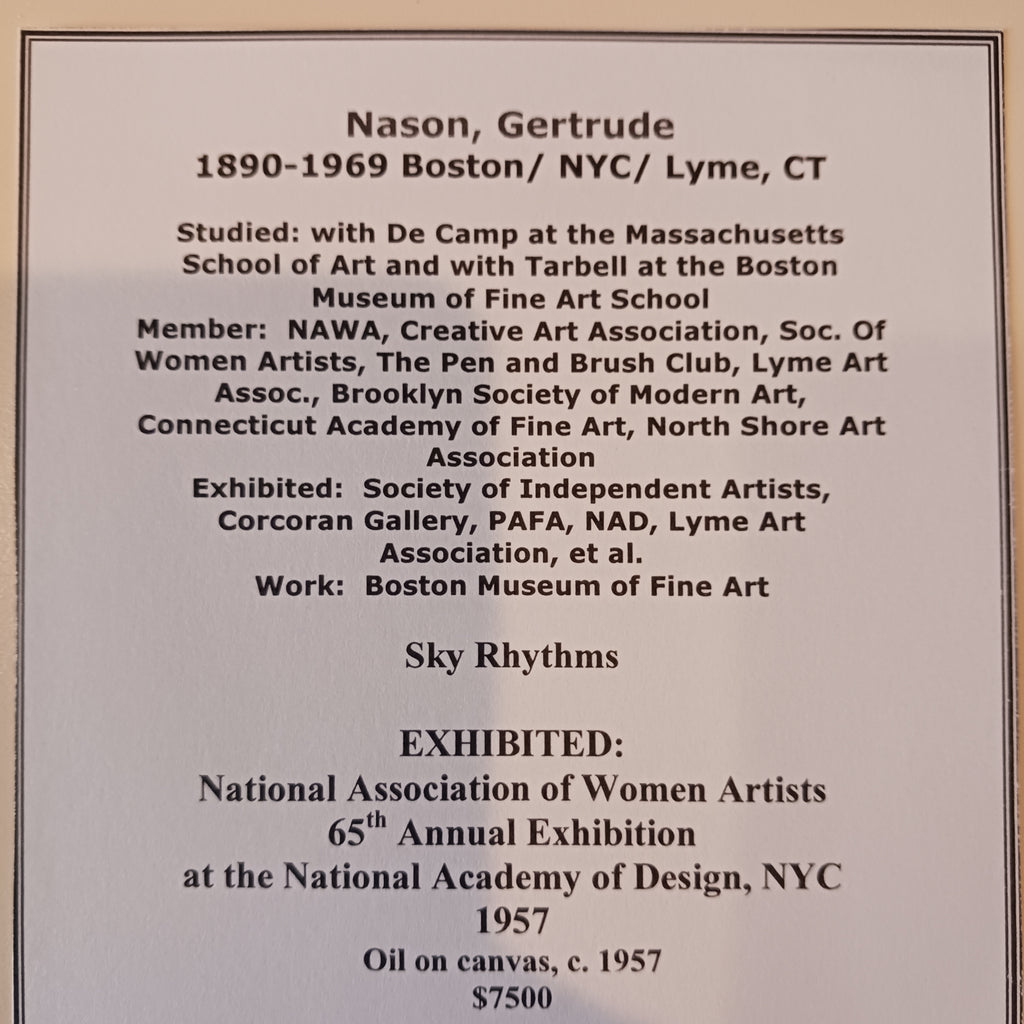 Nason, Gertrude
1890-1969 Boston/ NYC/ Lyme, CT
Studied: with De Camp at the Massachusetts
School of Art and with Tarbell at the Boston
Museum of Fine Art School
Member: NAWA, Creative Art Association, Soc. Of
Women Artists, The Pen and Brush Club, Lyme Art
Assoc., Brooklyn Society of Modern Art,
Connecticut Academy of Fine Art, North Shore Art
Association
Exhibited: Society of Independent Artists,
Corcoran Gallery, PAFA, NAD, Lyme Art
Association, et al.
Work: Boston Museum of Fine Art
Sky Rhythms
EXHIBITED:
National Association of Women Artists
65th Annual Exhibition
at the National Academy of Design, NYC
1957
Oil on canvas, c. 1957
$7500